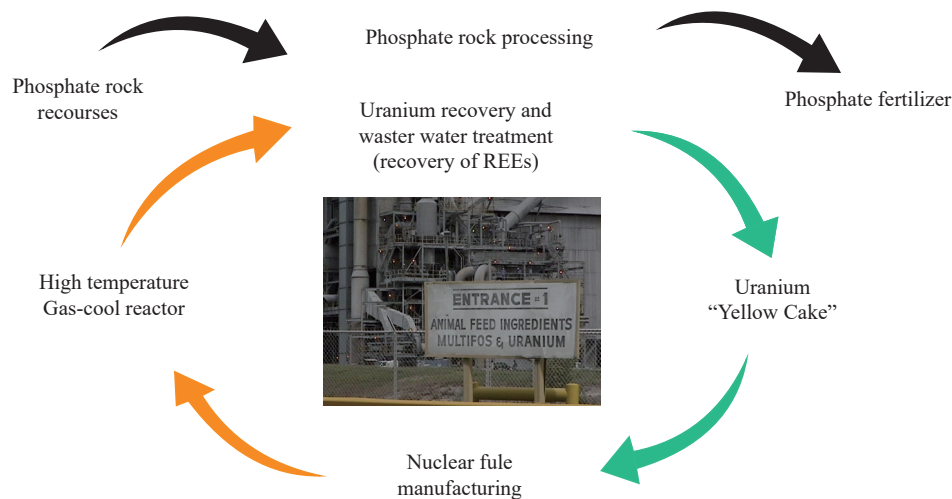 Phosphate rock processing
Phosphate rock
recourses
Phosphate fertilizer
Uranium recovery and
waster water treatment
(recovery of REEs)
High temperature
Gas-cool reactor
ENTRANCE = 1
ANIMAL FEED INGREDIENTS
MULTIFOS & URANIUM
Uranium
“Yellow Cake”
Nuclear fule
manufacturing